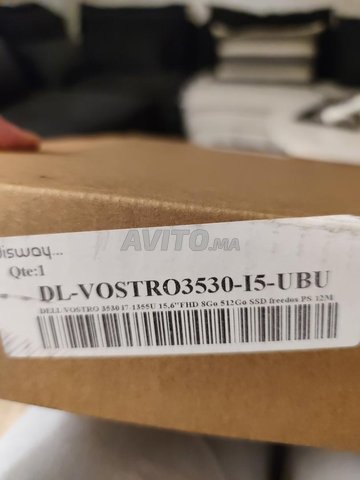 Disway...
AVITO.ma
Qte:1
DL-VOSTRO3530-I5-UBU
DELL VOSTRO 3530 I7-1355U 15.6"FHD 8Go 512Go SSD freedos PS 12M